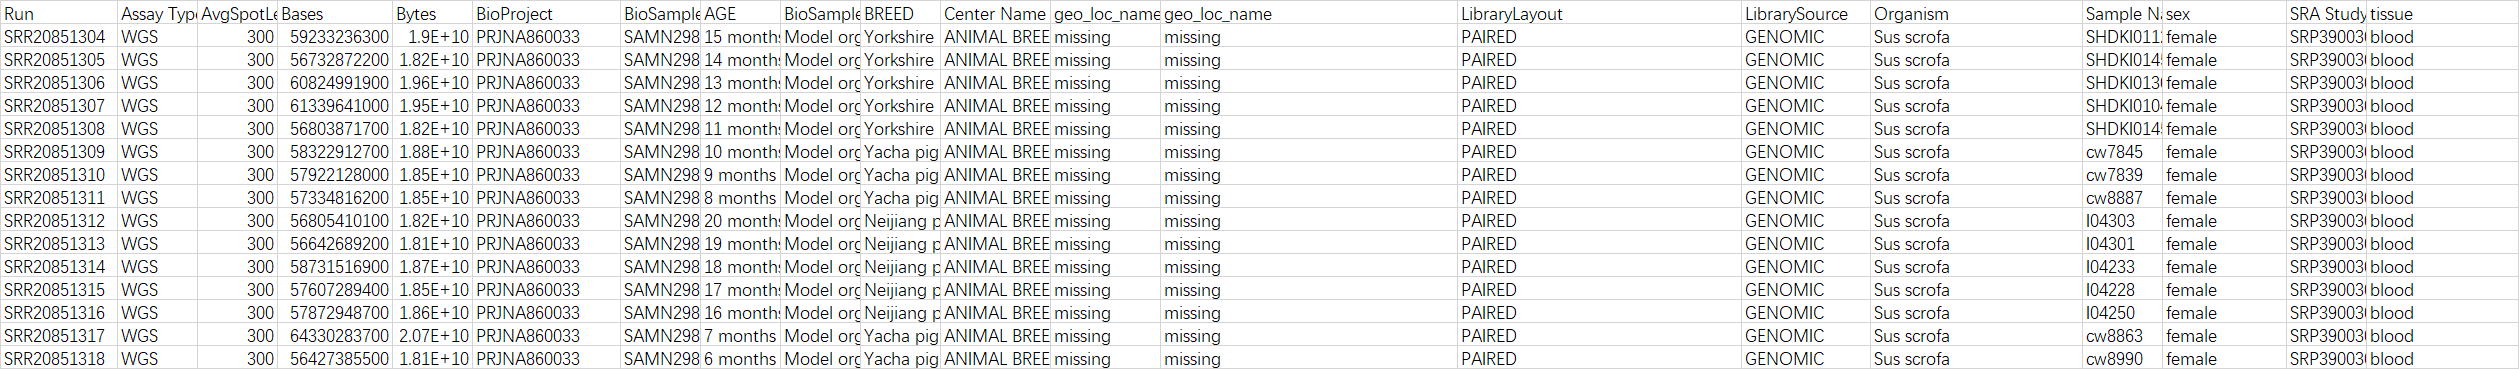 Run Assay Type AvgSpotLe Bases Bytes BioProject BioSample AGE BioSample BREED Center Name geo_loc_name geo_loc_name LibraryLayout LibrarySource Organism Sample Na sex SRA Study tissue
SRR20851304 WGS 300 59233236300 1.9E+10 PRJNA860033 SAMN298 15 months Model org Yorkshire ANIMAL BREE missing missing PAIRED GENOMIC Sus scrofa SHDKI011 female SRP39003 blood
SRR20851305 WGS 300 56732872200 1.82E+10 PRJNA860033 SAMN298 14 months Model org Yorkshire ANIMAL BREE missing missing PAIRED GENOMIC Sus scrofa SHDKI014 female SRP39003 blood
SRR20851306 WGS 300 60824991900 1.96E+10 PRJNA860033 SAMN298 13 months Model org Yorkshire ANIMAL BREE missing missing PAIRED GENOMIC Sus scrofa SHDKI013 female SRP39003 blood
SRR20851307 WGS 300 61339641000 1.95E+10 PRJNA860033 SAMN298 12 months Model org Yorkshire ANIMAL BREE missing missing PAIRED GENOMIC Sus scrofa SHDKI010 female SRP39003 blood
SRR20851308 WGS 300 56803871700 1.82E+10 PRJNA860033 SAMN298 11 months Model org Yorkshire ANIMAL BREE missing missing PAIRED GENOMIC Sus scrofa SHDKI014 female SRP39003 blood
SRR20851309 WGS 300 58322912700 1.88E+10 PRJNA860033 SAMN298 10 months Model org Yacha pig ANIMAL BREE missing missing PAIRED GENOMIC Sus scrofa cw7845 female SRP39003 blood
SRR20851310 WGS 300 57922128000 1.85E+10 PRJNA860033 SAMN298 9 months Model org Yacha pig ANIMAL BREE missing missing PAIRED GENOMIC Sus scrofa cw7839 female SRP39003 blood
SRR20851311 WGS 300 57334816200 1.85E+10 PRJNA860033 SAMN298 8 months Model org Yacha pig ANIMAL BREE missing missing PAIRED GENOMIC Sus scrofa cw8887 female SRP39003 blood
SRR20851312 WGS 300 56805410100 1.82E+10 PRJNA860033 SAMN298 20 months Model org Neijiang p ANIMAL BREE missing missing PAIRED GENOMIC Sus scrofa I04303 female SRP39003 blood
SRR20851313 WGS 300 56642689200 1.81E+10 PRJNA860033 SAMN298 19 months Model org Neijiang p ANIMAL BREE missing missing PAIRED GENOMIC Sus scrofa I04301 female SRP39003 blood
SRR20851314 WGS 300 58731516900 1.87E+10 PRJNA860033 SAMN298 18 months Model org Neijiang p ANIMAL BREE missing missing PAIRED GENOMIC Sus scrofa I04233 female SRP39003 blood
SRR20851315 WGS 300 57607289400 1.85E+10 PRJNA860033 SAMN298 17 months Model org Neijiang p ANIMAL BREE missing missing PAIRED GENOMIC Sus scrofa I04228 female SRP39003 blood
SRR20851316 WGS 300 57872948700 1.86E+10 PRJNA860033 SAMN298 16 months Model org Neijiang p ANIMAL BREE missing missing PAIRED GENOMIC Sus scrofa I04250 female SRP39003 blood
SRR20851317 WGS 300 64330283700 2.07E+10 PRJNA860033 SAMN298 7 months Model org Yacha pig ANIMAL BREE missing missing PAIRED GENOMIC Sus scrofa cw8863 female SRP39003 blood
SRR20851318 WGS 300 56427385500 1.81E+10 PRJNA860033 SAMN298 6 months Model org Yacha pig ANIMAL BREE missing missing PAIRED GENOMIC Sus scrofa cw8990 female SRP39003 blood